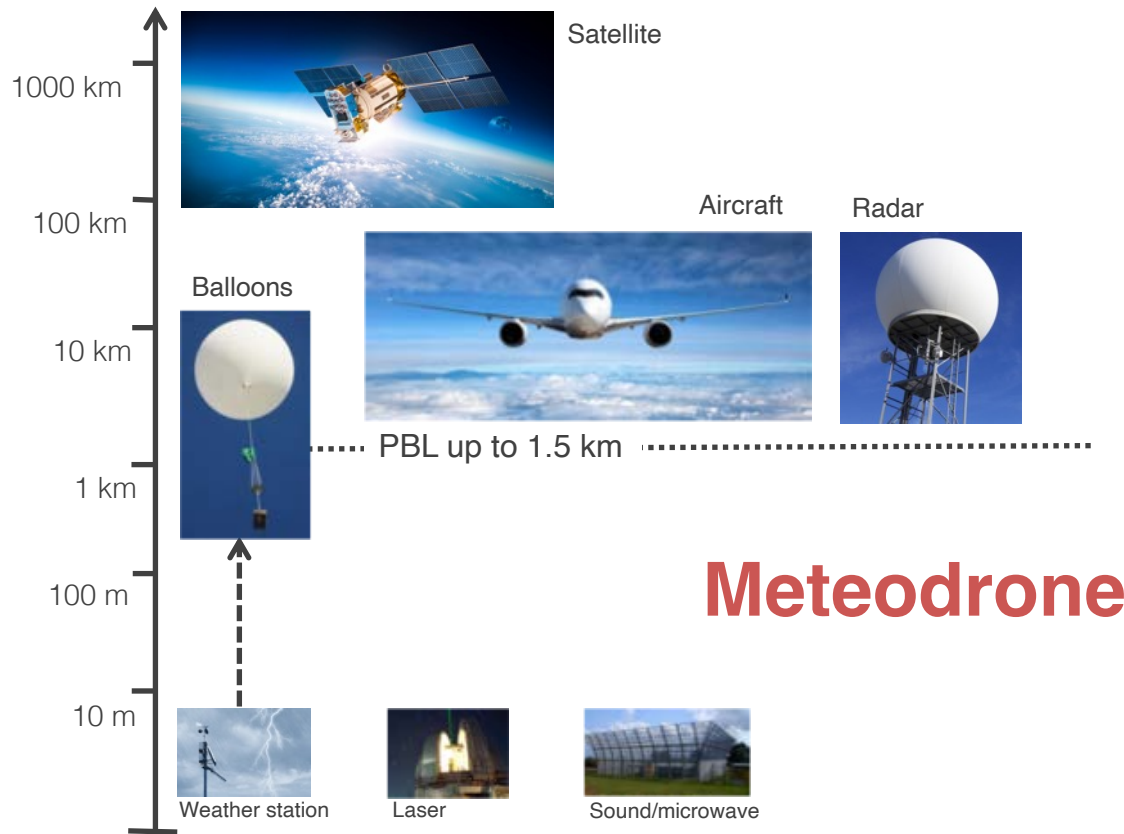 Satellite
1000 km
100 km
Aircraft
Radar
Balloons
10 km
PBL up to 1.5 km
1 km
100 m
Meteodrone
10 m
Weather station
Laser
Sound/microwave